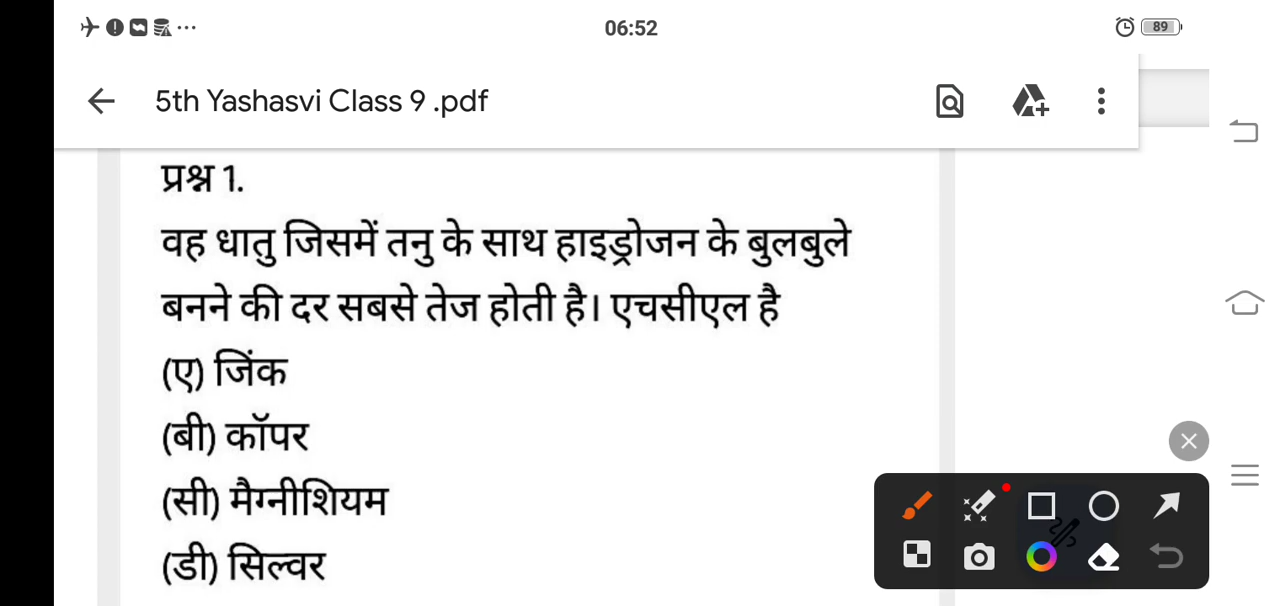 06:52
89
5th Yashasvi Class 9 .pdf
प्रश्न 1.
वह धातु जिसमें तनु के साथ हाइड्रोजन के बुलबुले
बनने की दर सबसे तेज होती है। एचसीएल है
(ए) जिंक
(बी) कॉपर
(सी) मैग्नीशियम
(डी) सिल्वर